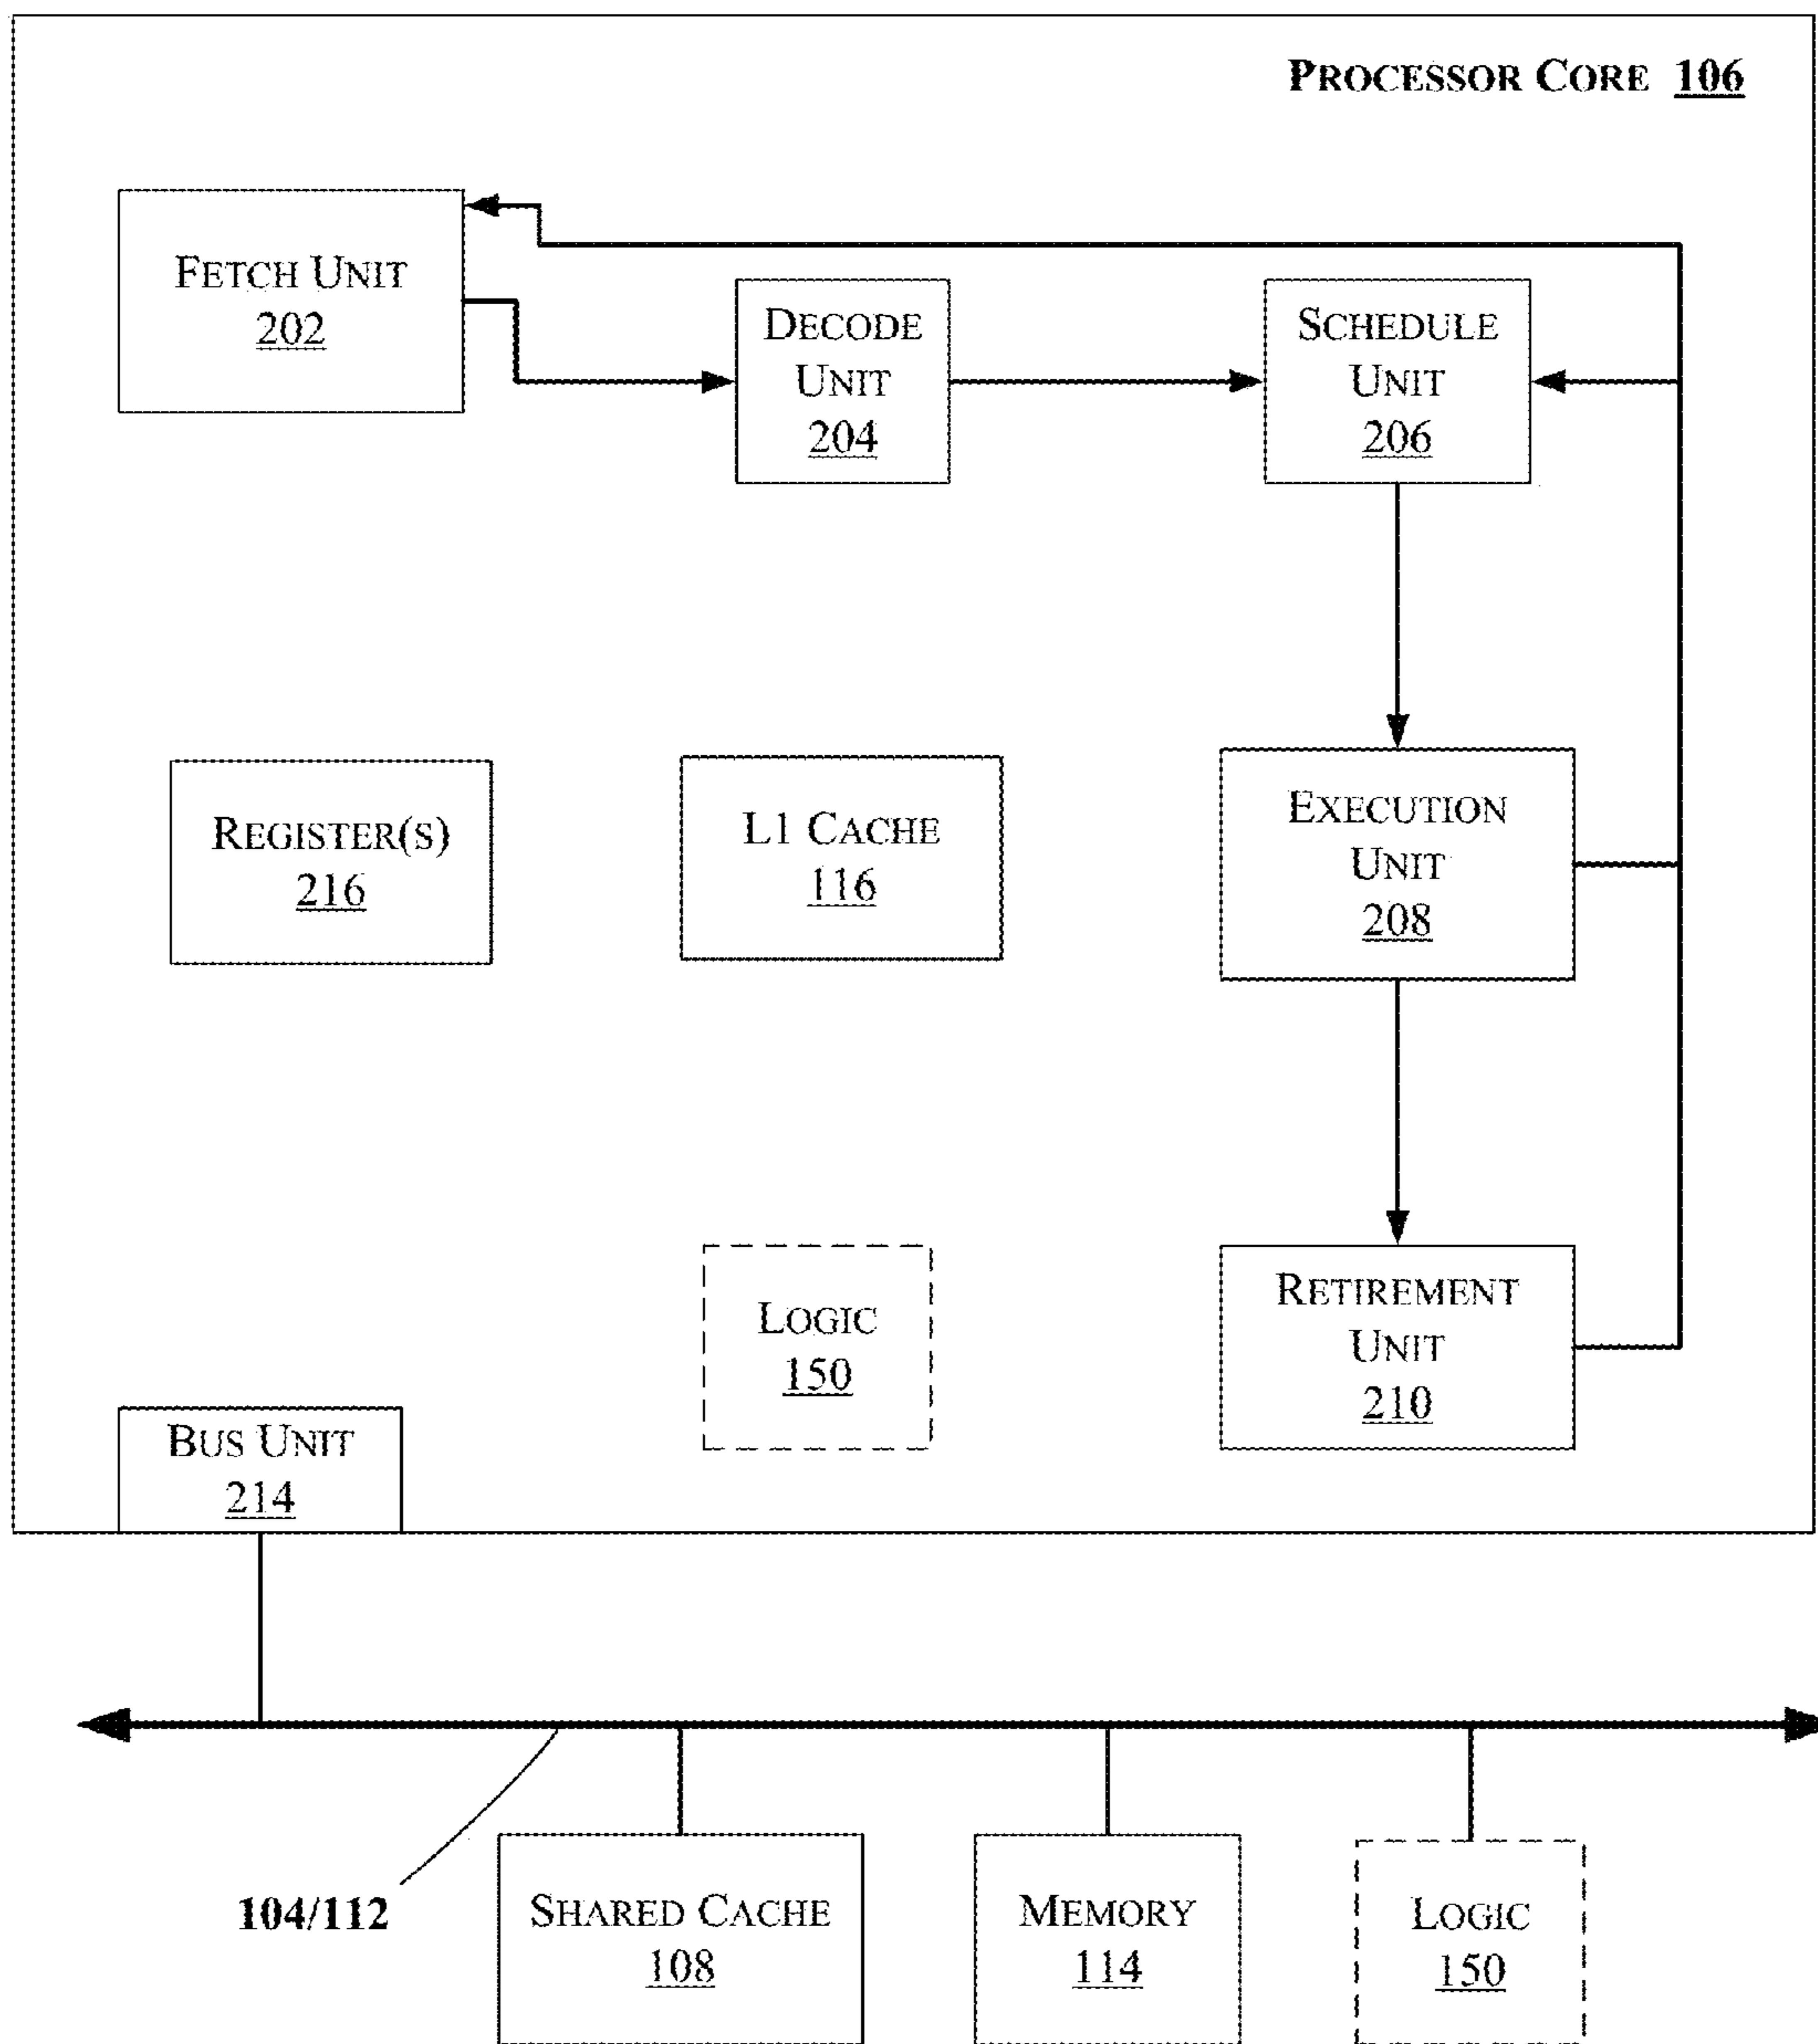 PROCESSOR CORE 106
FETCH UNIT
202
DECODE
UNIT
204
SCHEDULE
UNIT
206
REGISTER(S)
216
L1 CACHE
116
EXECUTION
UNIT
208
LOGIC
150
RETIREMENT
UNIT
210
BUS UNIT
214
104/112
SHARED CACHE
108
MEMORY
114
LOGIC
150